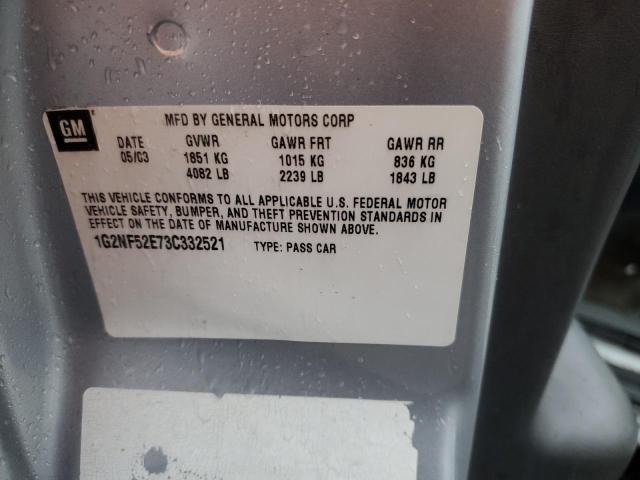 GM
MFD BY GENERAL MOTORS CORP
DATE GVWR GAWR FRT GAWR RR
05/03 1851 KG 1015 KG 836 KG
4082 LB 2239 LB 1843 LB
THIS VEHICLE CONFORMS TO ALL APPLICABLE U.S. FEDERAL MOTOR
VEHICLE SAFETY, BUMPER, AND THEFT PREVENTION STANDARDS IN
EFFECT ON THE DATE OF MANUFACTURE SHOWN ABOVE.
1G2NF52E73C332521 TYPE: PASS CAR